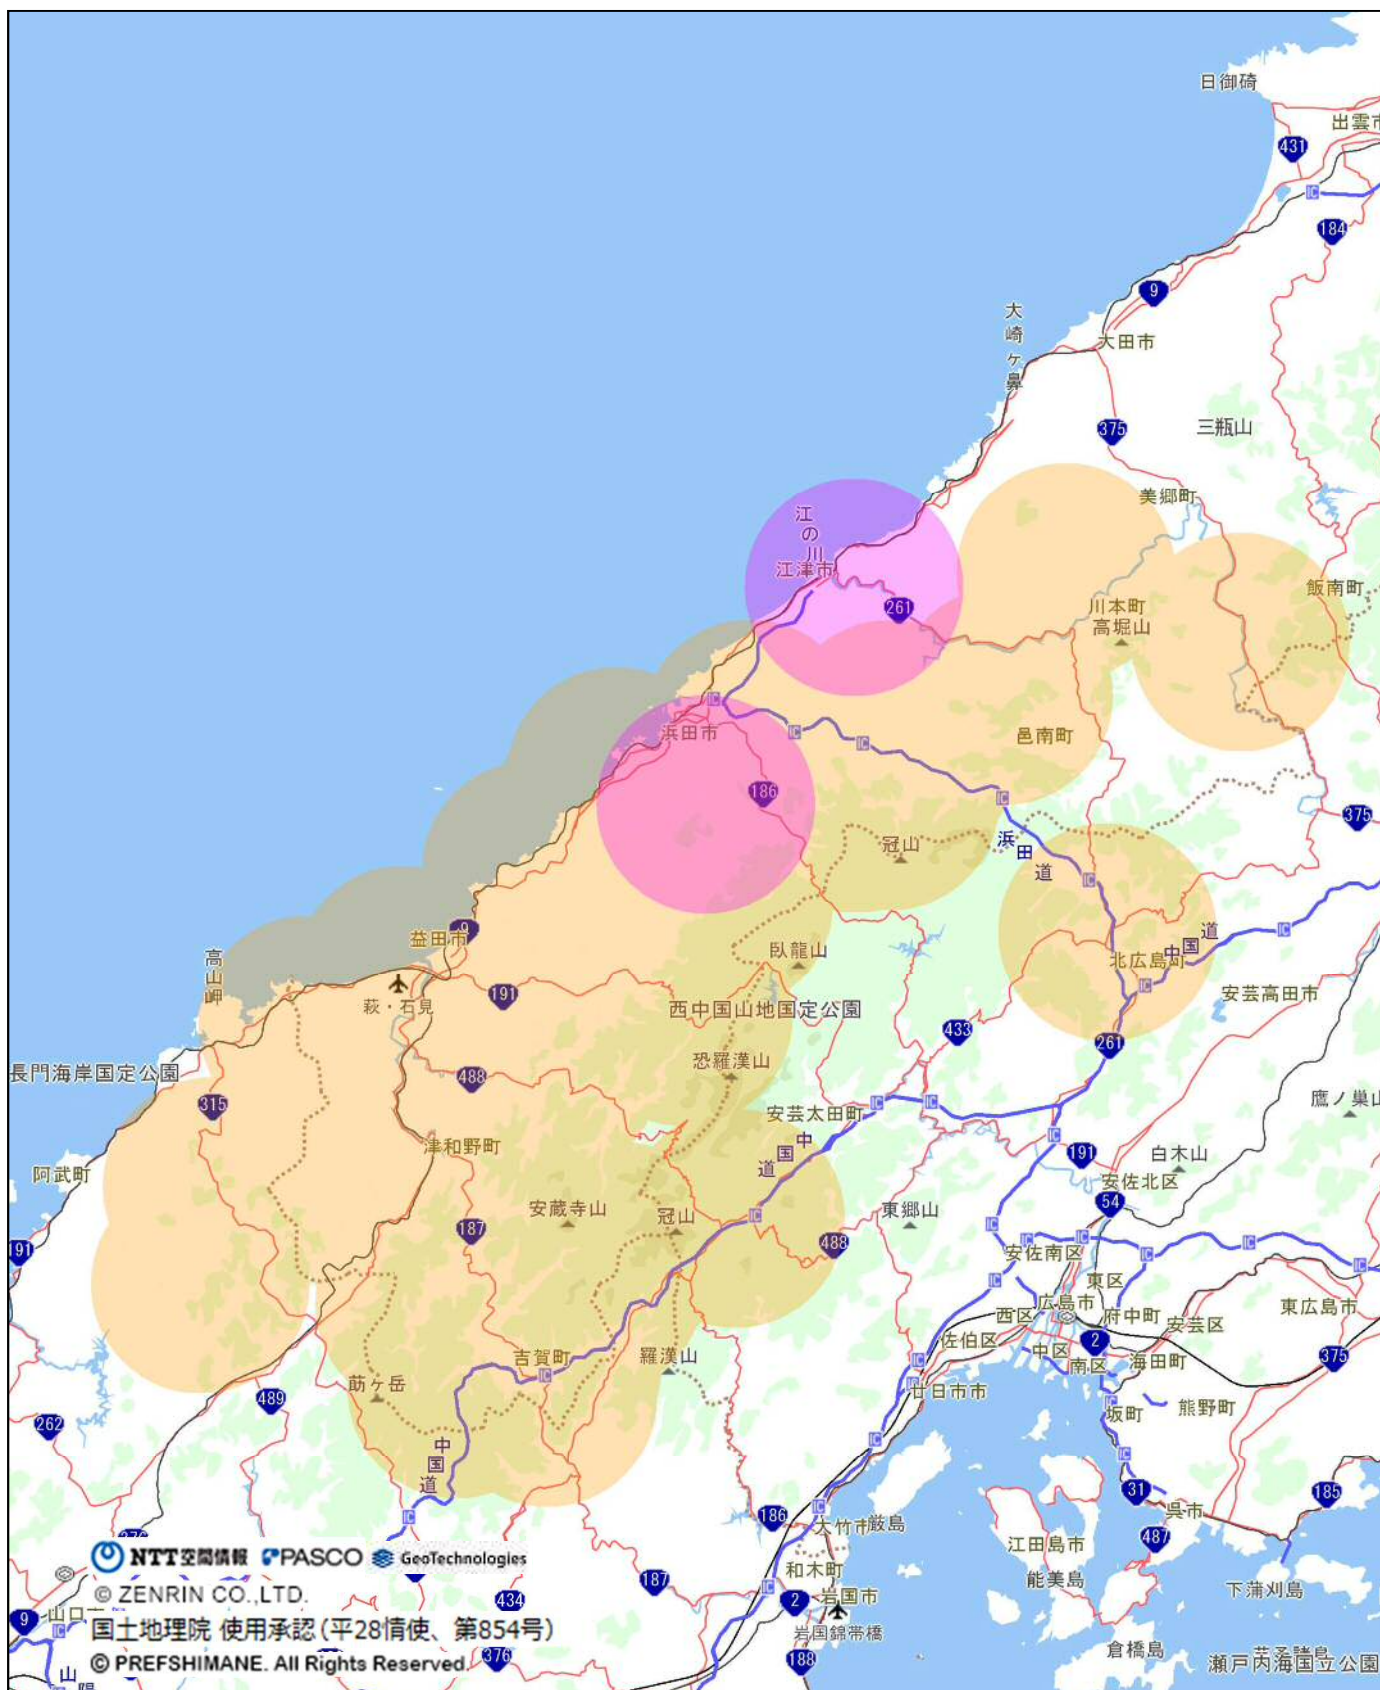 日御碕
出雲市
431
184
9
大崎ヶ鼻
大田市
375
三瓶山
美郷町
江の川
江津市
261
飯南町
川本町
高堀山
浜田市
邑南町
186
375
冠山
浜田道
益田市
9
高山岬
臥龍山
中国道
北広島町
萩・石見
191
西中国山地国定公園
安芸高田市
433
261
恐羅漢山
長門海岸国定公園
488
315
安芸太田町
鷹ノ巣山
津和野町
中国道
191
白木山
阿武町
安佐北区
安蔵寺山
冠山
東郷山
54
187
191
488
安佐南区
東区
広島市
西区
府中町
安芸区
東広島市
佐伯区
2
中区
南区
海田町
吉賀町
羅漢山
375
莇ヶ岳
廿日市市
489
坂町
熊野町
262
中国道
31
185
186
呉市
大竹市
厳島
487
江田島市
376
NTT空間情報 PASCO GeoTechnologies
和木町
能美島
下蒲刈島
© ZENRIN CO.,LTD.
187
434
2
岩国市
9
国土地理院 使用承認(平28情使、第854号)
岩国錦帯橋
倉橋島
376
188
© PREFSHIMANE. All Rights Reserved.
瀬戸内海国立公園
山陽